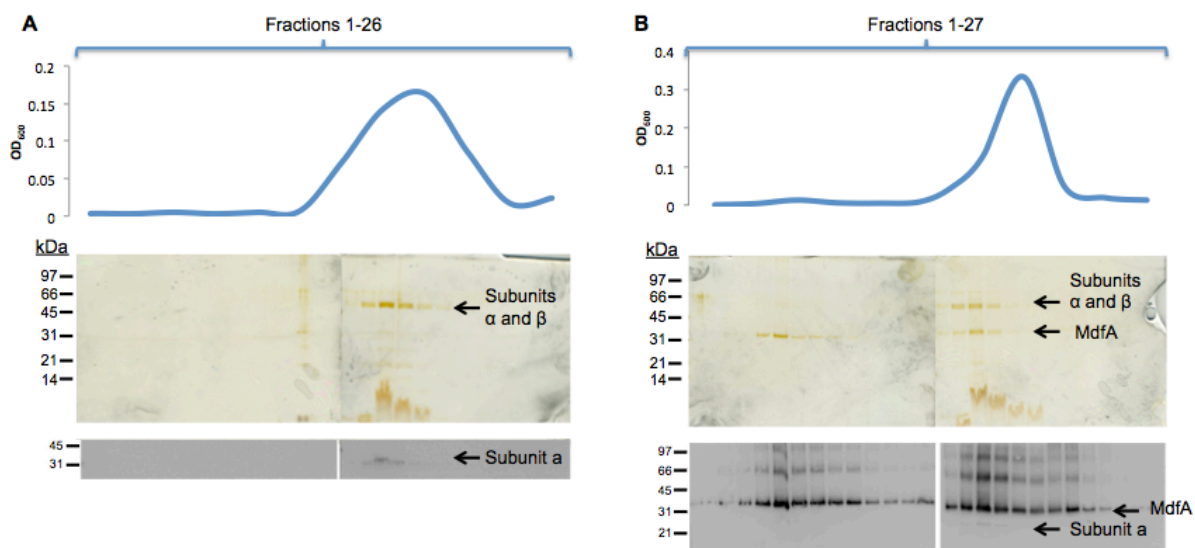 A
Fractions 1-26
0.2
0.15
0.1
0.05
0
OD600
kDa
97
66
45
31
21
14
Subunits
α and β
45
31
Subunit a
B
Fractions 1-27
0.4
0.3
0.2
0.1
0
OD600
kDa
97
66
45
31
21
14
Subunits
α and β
MdfA
97
66
45
31
21
MdfA
Subunit a